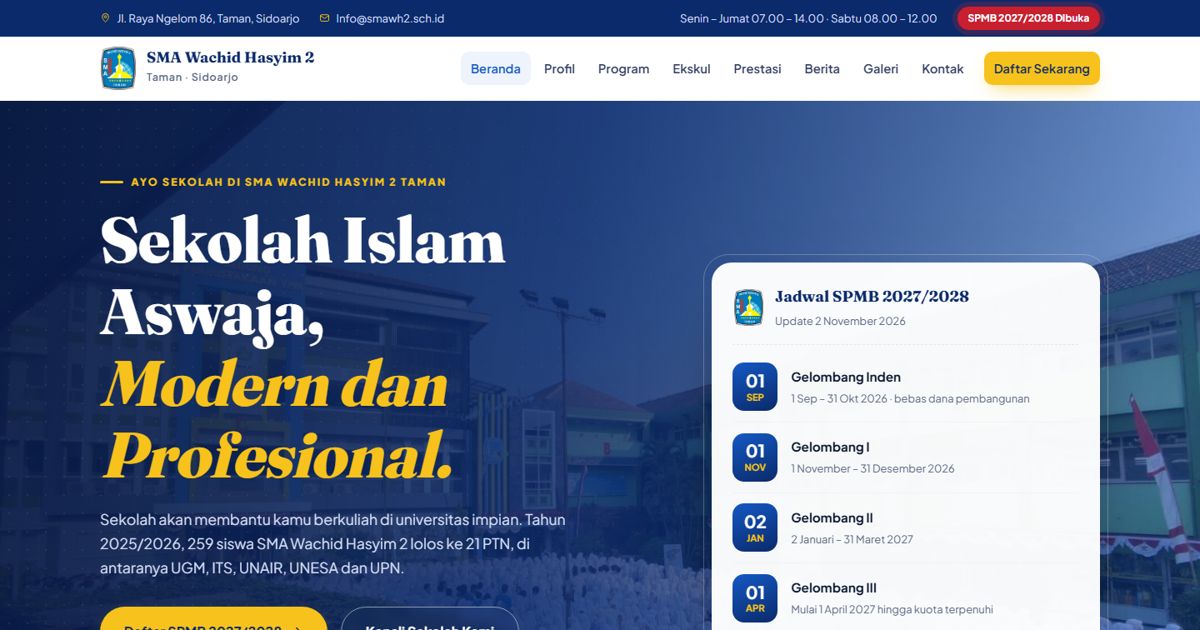 Jl. Raya Ngelom 86, Taman, Sidoarjo
Info@smawh2.sch.id
Senin – Jumat 07.00 – 14.00 · Sabtu 08.00 – 12.00
SPMB 2027/2028 Dibuka
SMA Wachid Hasyim 2
Taman · Sidoarjo
Beranda
Profil
Program
Ekskul
Prestasi
Berita
Galeri
Kontak
Daftar Sekarang
AYO SEKOLAH DI SMA WACHID HASYIM 2 TAMAN
Sekolah Islam
Aswaja,
Modern dan
Profesional.
Sekolah akan membantu kamu berkuliah di universitas impian. Tahun
2025/2026, 259 siswa SMA Wachid Hasyim 2 lolos ke 21 PTN, di
antaranya UGM, ITS, UNAIR, UNESA dan UPN.
Jadwal SPMB 2027/2028
Update 2 November 2026
01
SEP
Gelombang Inden
1 Sep – 31 Okt 2026 · bebas dana pembangunan
01
NOV
Gelombang I
1 November – 31 Desember 2026
02
JAN
Gelombang II
2 Januari – 31 Maret 2027
01
APR
Gelombang III
Mulai 1 April 2027 hingga kuota terpenuhi